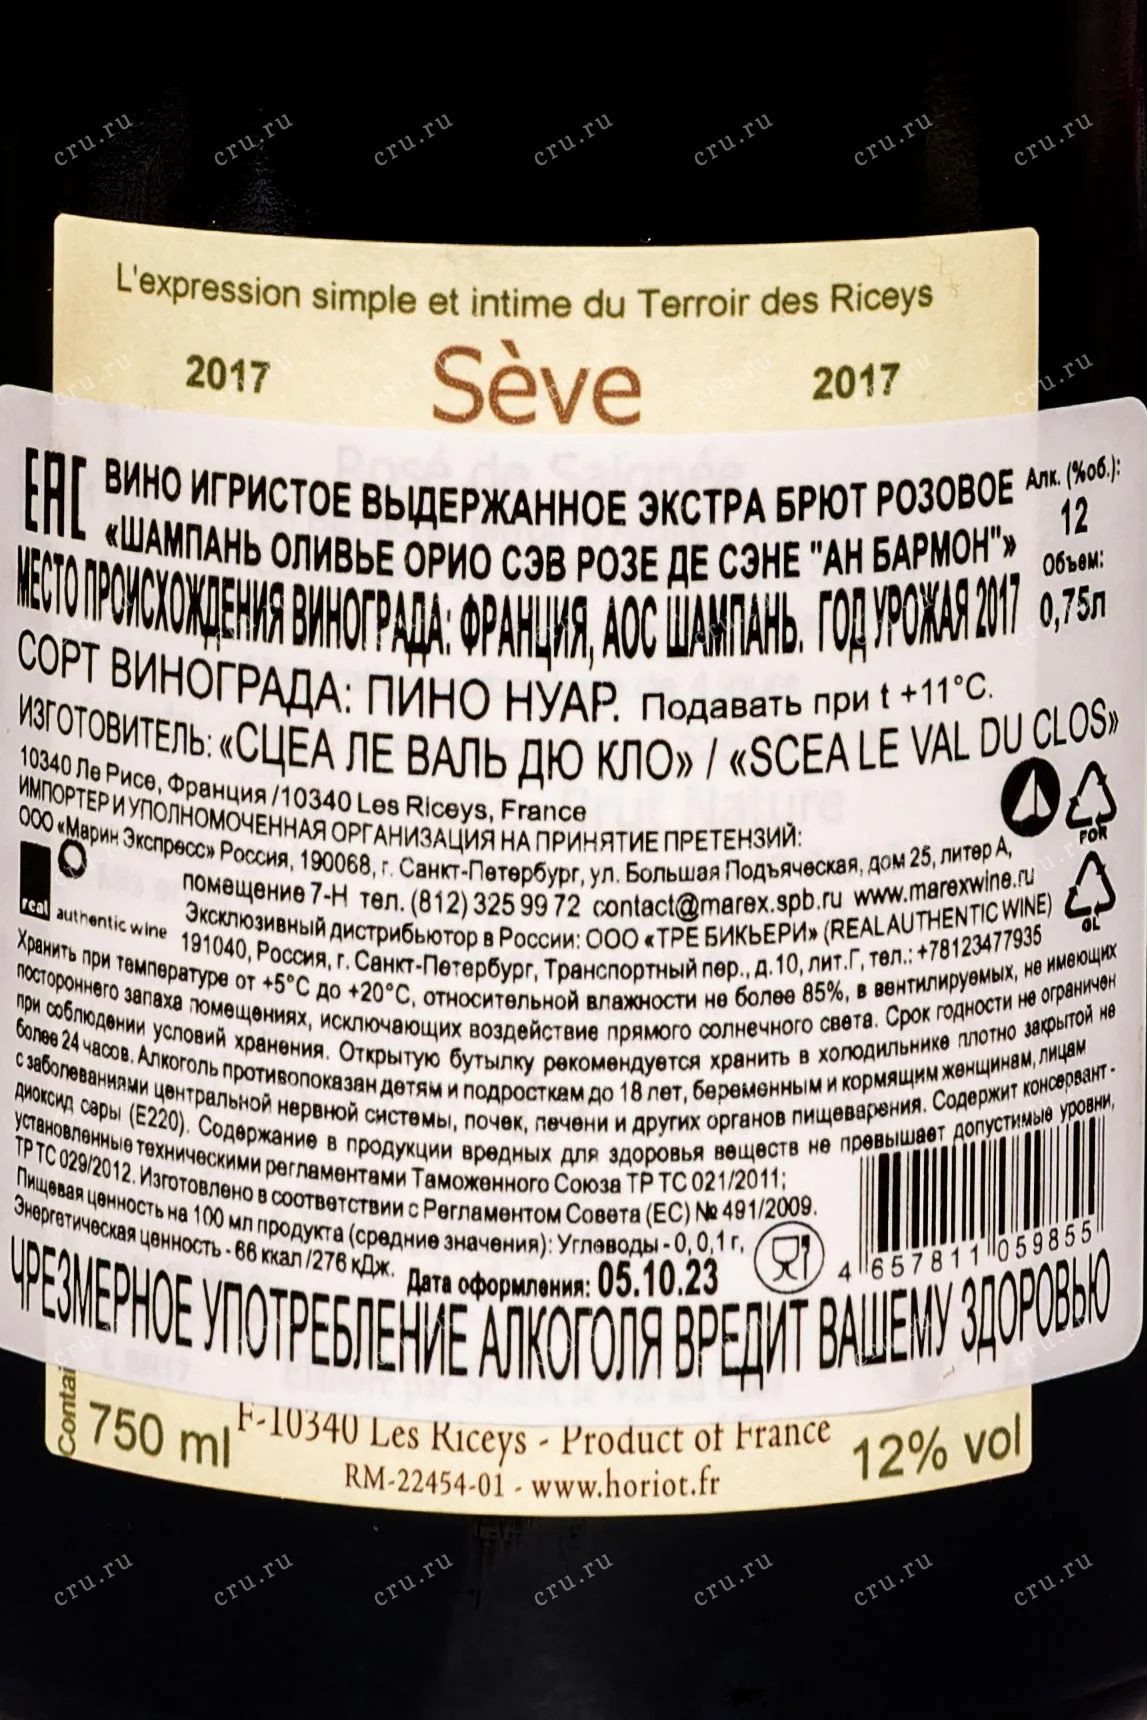 L'expression simple et intime du Terroir des Riceys
2017 Sève 2017
Rosé de Saignée
Brut Nature
EAC ВИНО ИГРИСТОЕ ВЫДЕРЖАННОЕ ЭКСТРА БРЮТ РОЗОВОЕ
«ШАМПАНЬ ОЛИВЬЕ ОРИО СЭВ РОЗЕ ДЕ СЭНЕ "АН БАРМОН"»
Алк. (%об.):
12
Объем:
0,75л
МЕСТО ПРОИСХОЖДЕНИЯ ВИНОГРАДА: ФРАНЦИЯ, АОС ШАМПАНЬ. ГОД УРОЖАЯ 2017
СОРТ ВИНОГРАДА: ПИНО НУАР. Подавать при t +11°C.
ИЗГОТОВИТЕЛЬ: «СЦЕА ЛЕ ВАЛЬ ДЮ КЛО» / «SCEA LE VAL DU CLOS»
10340 Ле Рисе, Франция /10340 Les Riceys, France
ИМПОРТЕР И УПОЛНОМОЧЕННАЯ ОРГАНИЗАЦИЯ НА ПРИНЯТИЕ ПРЕТЕНЗИЙ:
ООО «Марин Экспресс» Россия, 190068, г. Санкт-Петербург, ул. Большая Подъяческая, дом 25, литер А,
помещение 7-Н тел. (812) 325 99 72 contact@marex.spb.ru www.marexwine.ru
Эксклюзивный дистрибьютор в России: ООО «ТРЕ БИКЬЕРИ» (REAL AUTHENTIC WINE)
191040, Россия, г. Санкт-Петербург, Транспортный пер., д.10, лит.Г, тел.: +78123477935
real authentic wine
FOR
GL
Хранить при температуре от +5°C до +20°C, относительной влажности не более 85%, в вентилируемых, не имеющих
постороннего запаха помещениях, исключающих воздействие прямого солнечного света. Срок годности не ограничен
при соблюдении условий хранения. Открытую бутылку рекомендуется хранить в холодильнике плотно закрытой не
более 24 часов. Алкоголь противопоказан детям и подросткам до 18 лет, беременным и кормящим женщинам, лицам
с заболеваниями центральной нервной системы, почек, печени и других органов пищеварения. Содержит консервант -
диоксид серы (Е220). Содержание в продукции вредных для здоровья веществ не превышает допустимые уровни,
установленные техническими регламентами Таможенного Союза ТР ТС 021/2011;
ТР ТС 029/2012. Изготовлено в соответствии с Регламентом Совета (ЕС) № 491/2009.
Пищевая ценность на 100 мл продукта (средние значения): Углеводы - 0, 0,1 г,
Энергетическая ценность - 66 ккал /276 кДж.
Дата оформления: 05.10.23
4 657811 059855
ЧРЕЗМЕРНОЕ УПОТРЕБЛЕНИЕ АЛКОГОЛЯ ВРЕДИТ ВАШЕМУ ЗДОРОВЬЮ
750 ml F-10340 Les Riceys - Product of France 12% vol
RM-22454-01 - www.horiot.fr
cru.ru